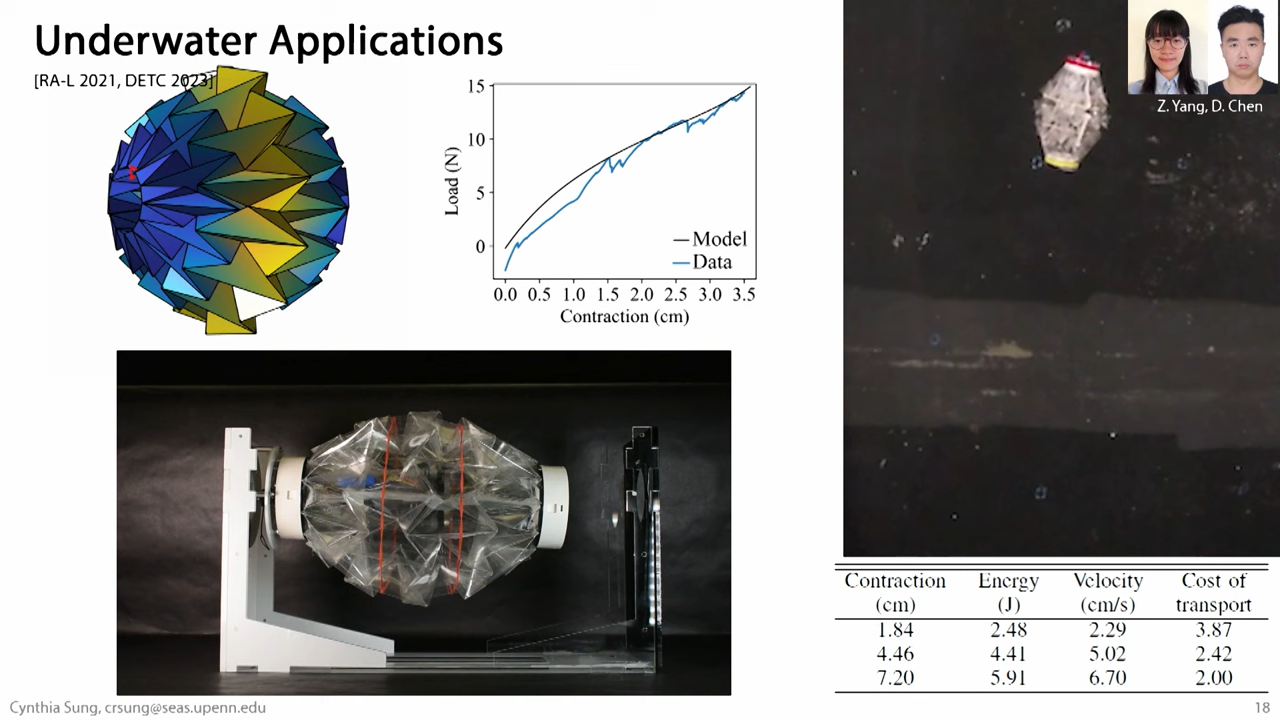 Underwater Applications
[RA-L 2021, DETC 2023]
Load (N)
15
10
5
0
Model
Data
0.0 0.5 1.0 1.5 2.0 2.5 3.0 3.5
Contraction (cm)
Z. Yang, D. Chen
Contraction (cm) Energy (J) Velocity (cm/s) Cost of transport
1.84 2.48 2.29 3.87
4.46 4.41 5.02 2.42
7.20 5.91 6.70 2.00
Cynthia Sung, crsung@seas.upenn.edu
18